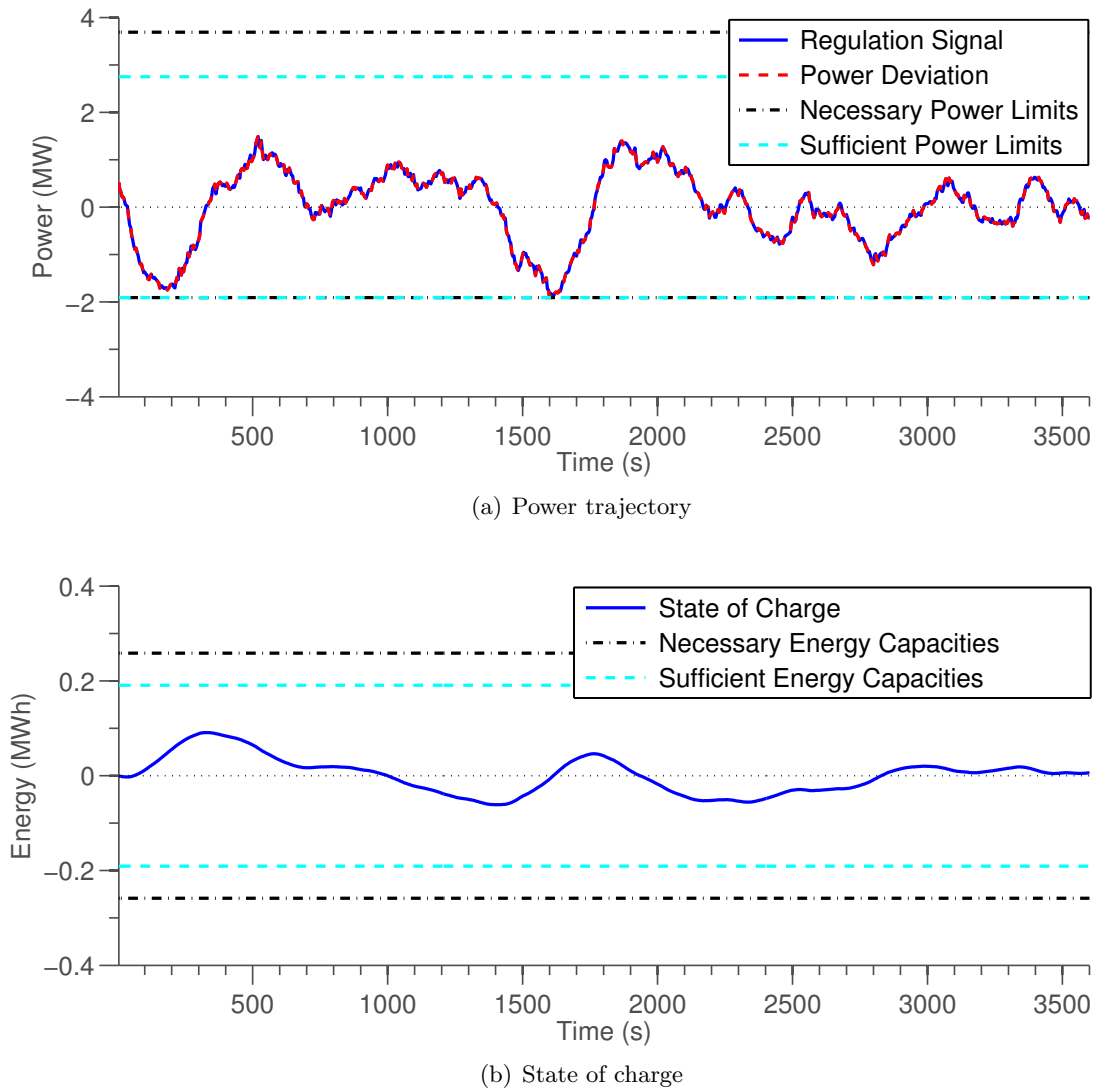 4
2
0
−2
−4
Power (MW)
Regulation Signal
Power Deviation
Necessary Power Limits
Sufficient Power Limits
500 1000 1500 2000 2500 3000 3500
Time (s)
(a) Power trajectory
0.4
0.2
0
−0.2
−0.4
Energy (MWh)
State of Charge
Necessary Energy Capacities
Sufficient Energy Capacities
500 1000 1500 2000 2500 3000 3500
Time (s)
(b) State of charge